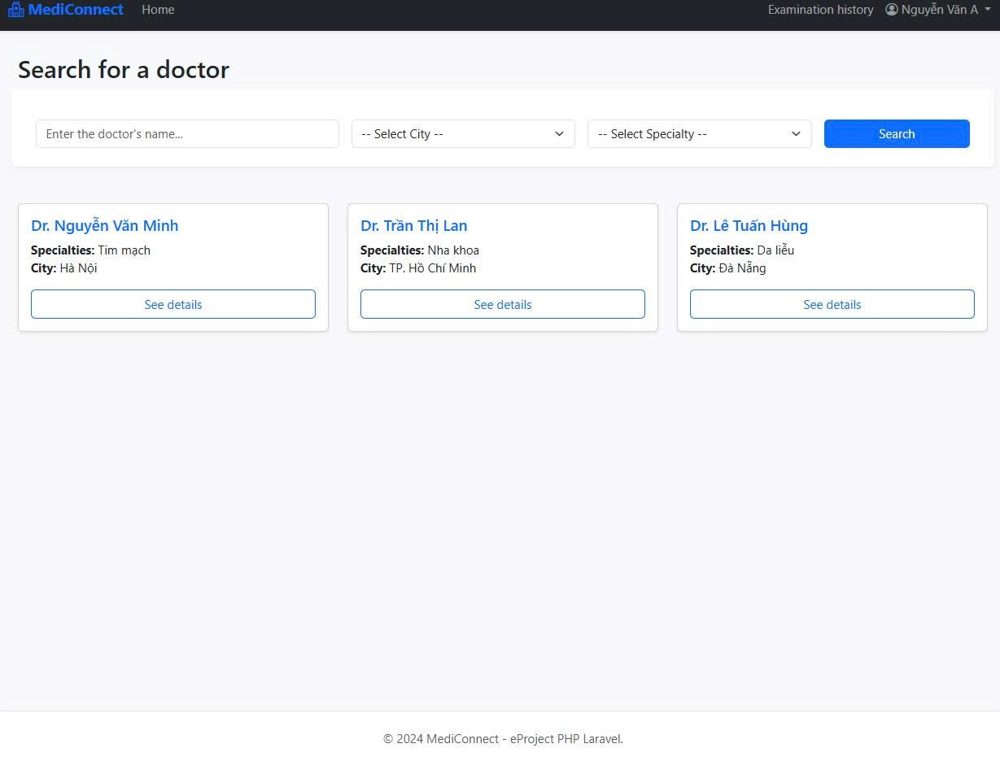 MediConnect Home Examination history Nguyễn Văn A
Search for a doctor
Enter the doctor's name... -- Select City -- -- Select Specialty -- Search
Dr. Nguyễn Văn Minh
Specialties: Tim mạch
City: Hà Nội
See details
Dr. Trần Thị Lan
Specialties: Nha khoa
City: TP. Hồ Chí Minh
See details
Dr. Lê Tuấn Hùng
Specialties: Da liễu
City: Đà Nẵng
See details
© 2024 MediConnect - eProject PHP Laravel.